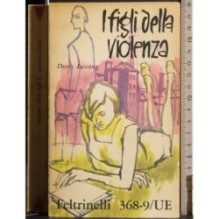 I figli della
violenza
Doris Lessing
Feltrinelli 368-9/UE